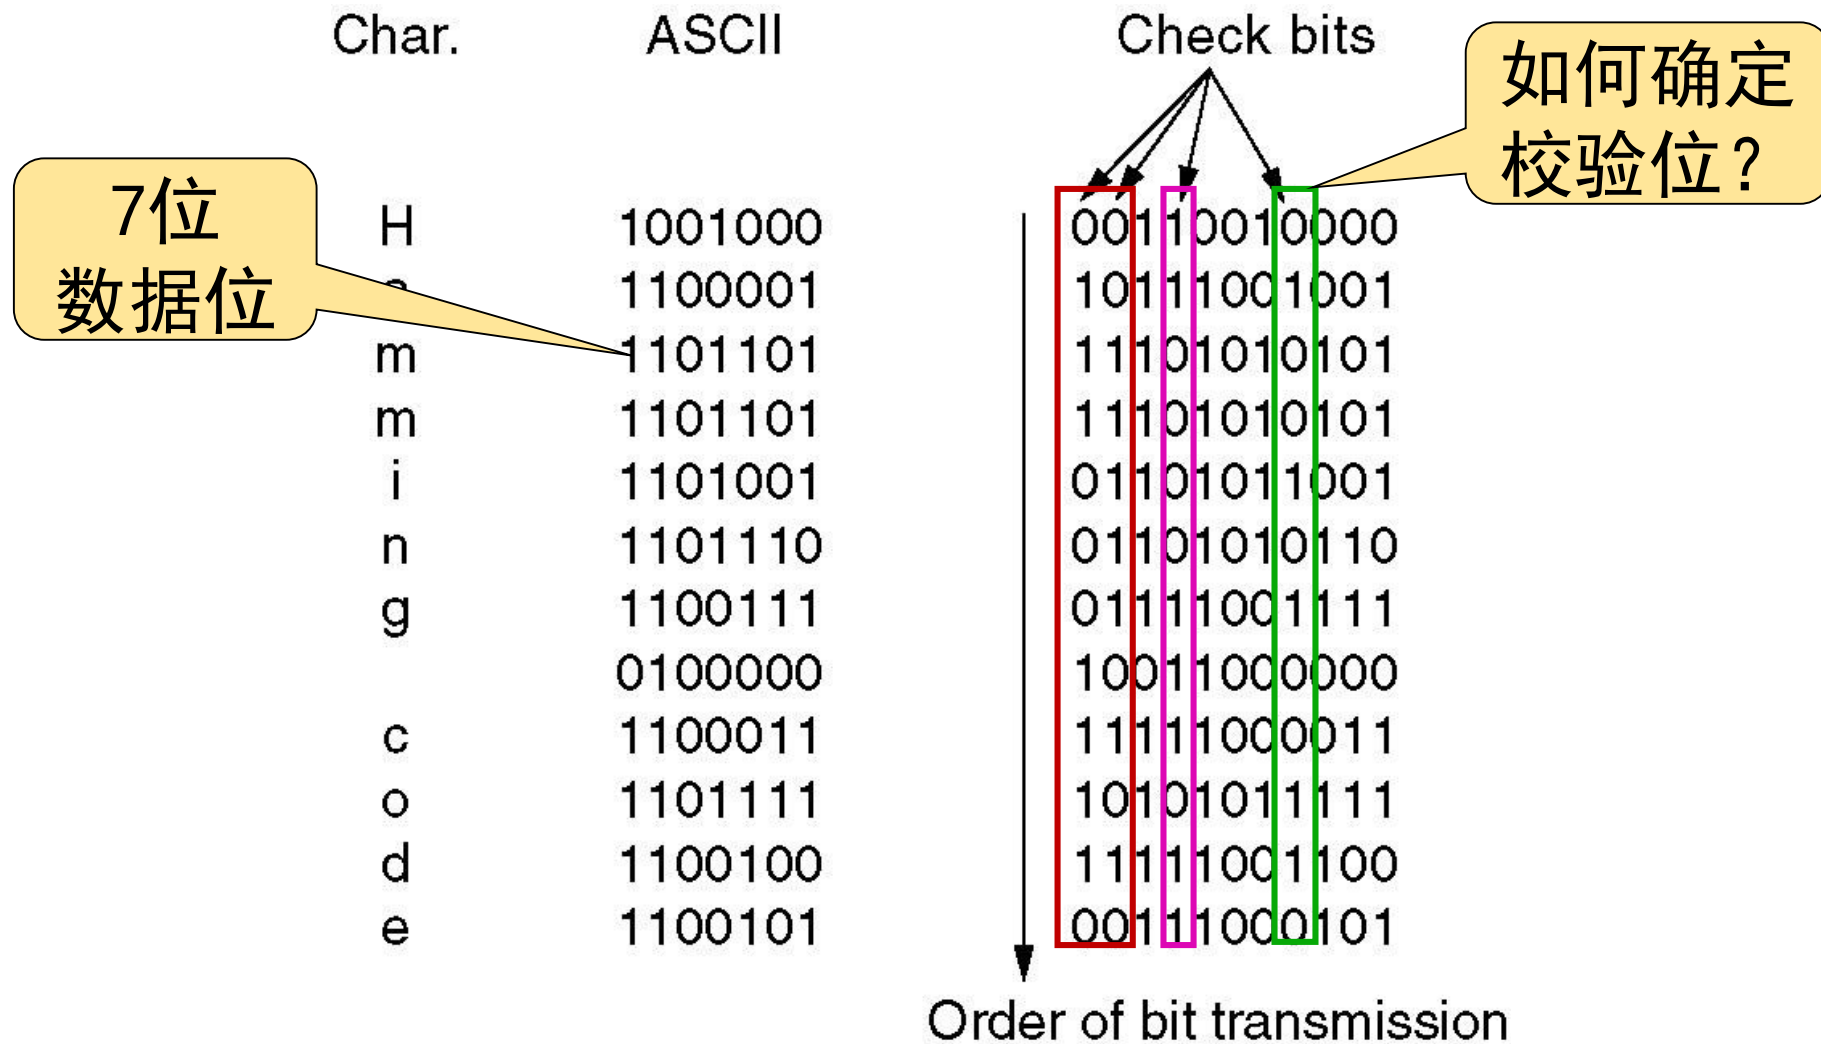 Char. ASCII Check bits
如何确定
校验位?
7位
数据位
H 1001000 00110010000
1100001 10111001001
m 1101101 11101010101
m 1101101 11101010101
i 1101001 01101011001
n 1101110 01101010110
g 1100111 01111001111
0100000 10011000000
c 1100011 11111000011
o 1101111 10101011111
d 1100100 11111001100
e 1100101 00111000101
Order of bit transmission